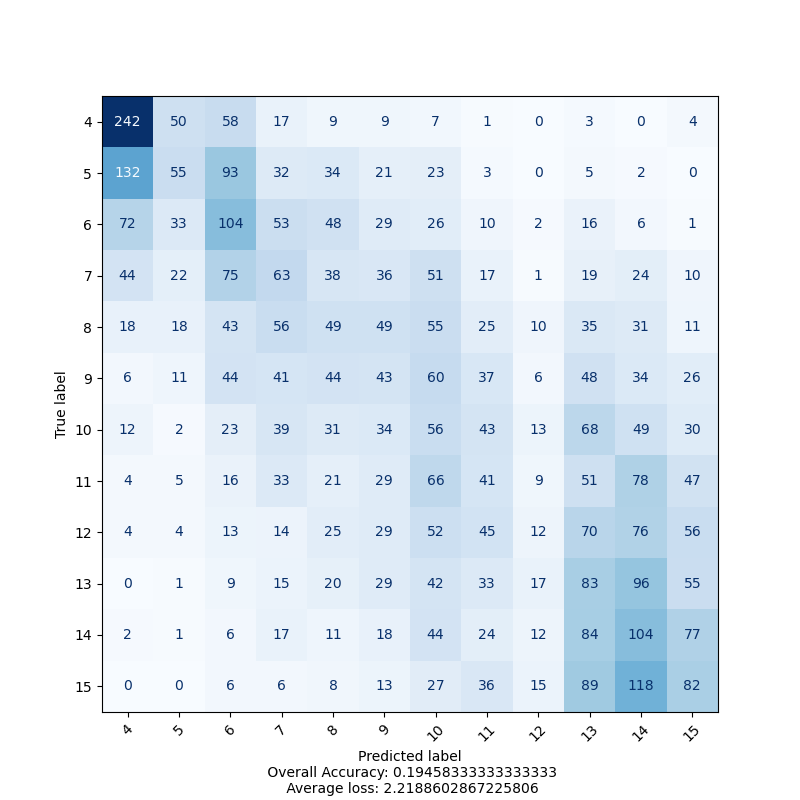 4 242 50 58 17 9 9 7 1 0 3 0 4
5 132 55 93 32 34 21 23 3 0 5 2 0
6 72 33 104 53 48 29 26 10 2 16 6 1
7 44 22 75 63 38 36 51 17 1 19 24 10
8 18 18 43 56 49 49 55 25 10 35 31 11
9 6 11 44 41 44 43 60 37 6 48 34 26
True label
10 12 2 23 39 31 34 56 43 13 68 49 30
11 4 5 16 33 21 29 66 41 9 51 78 47
12 4 4 13 14 25 29 52 45 12 70 76 56
13 0 1 9 15 20 29 42 33 17 83 96 55
14 2 1 6 17 11 18 44 24 12 84 104 77
15 0 0 6 6 8 13 27 36 15 89 118 82
4 5 6 7 8 9 10 11 12 13 14 15
Predicted label
Overall Accuracy: 0.19458333333333333
Average loss: 2.2188602867225806